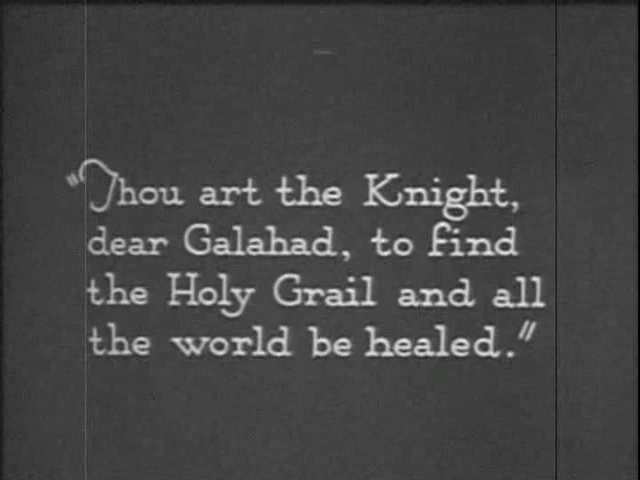 "Thou art the Knight,
dear Galahad, to find
the Holy Grail and all
the world be healed."